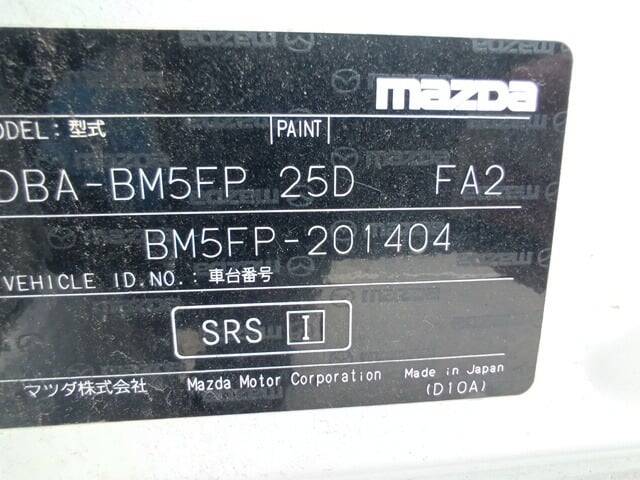 mazda
ODEL: 型式 PAINT
DBA-BM5FP 25D FA2
BM5FP-201404
VEHICLE ID.NO.: 車台番号
SRS I
マツダ株式会社 Mazda Motor Corporation Made in Japan
(D10A)